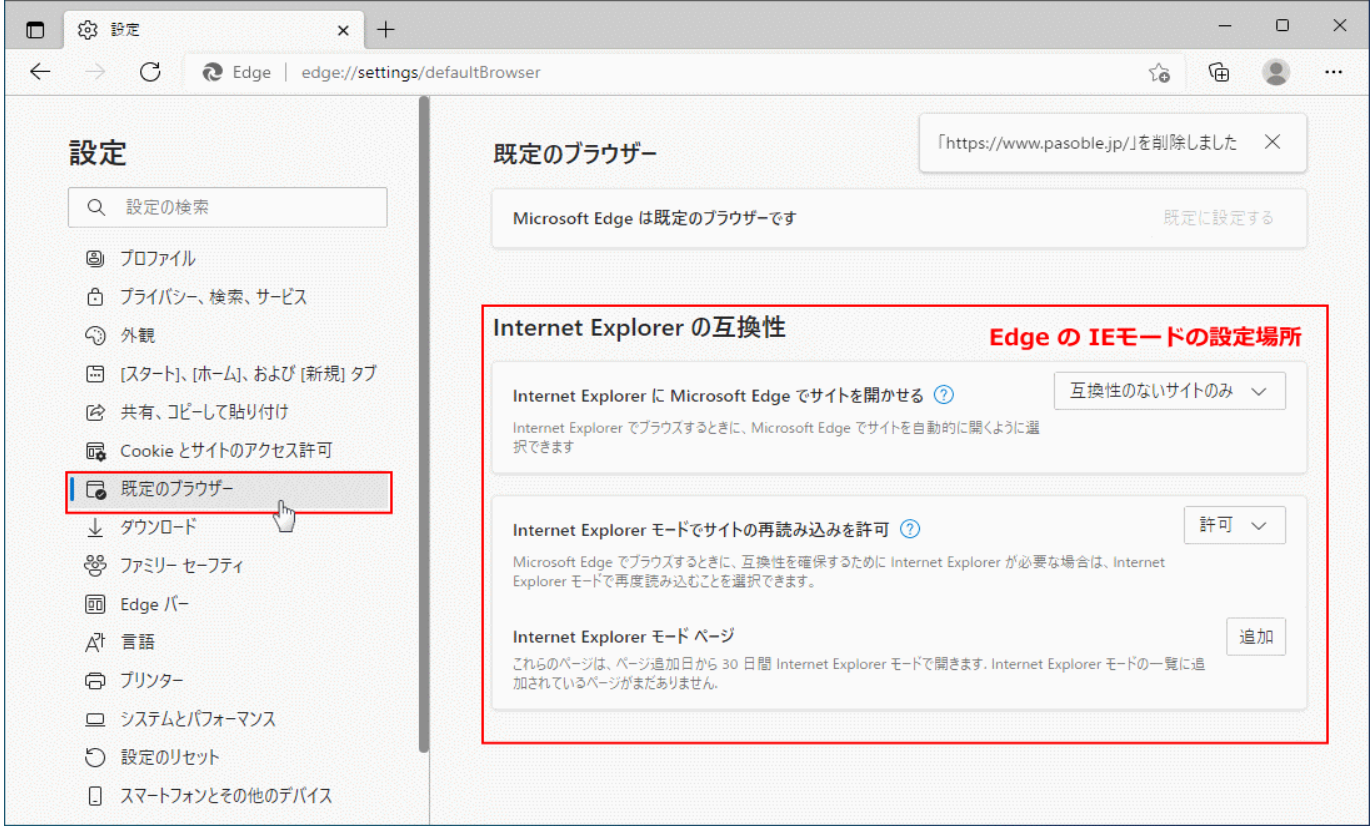 設定
Edge edge://settings/defaultBrowser
設定
設定の検索
プロファイル
プライバシー、検索、サービス
外観
[スタート]、[ホーム]、および [新規] タブ
共有、コピーして貼り付け
Cookie とサイトのアクセス許可
既定のブラウザー
ダウンロード
ファミリー セーフティ
Edge バー
言語
プリンター
システムとパフォーマンス
設定のリセット
スマートフォンとその他のデバイス
既定のブラウザー
「https://www.pasoble.jp/」を削除しました
Microsoft Edge は既定のブラウザーです
既定に設定する
Internet Explorer の互換性
Edge の IEモードの設定場所
Internet Explorer に Microsoft Edge でサイトを開かせる
互換性のないサイトのみ
Internet Explorer でブラウズするときに、Microsoft Edge でサイトを自動的に開くように選
択できます
Internet Explorer モードでサイトの再読み込みを許可
許可
Microsoft Edge でブラウズするときに、互換性を確保するために Internet Explorer が必要な場合は、Internet
Explorer モードで再度読み込むことを選択できます。
Internet Explorer モード ページ
追加
これらのページは、ページ追加日から 30 日間 Internet Explorer モードで開きます. Internet Explorer モードの一覧に追
加されているページがまだありません.